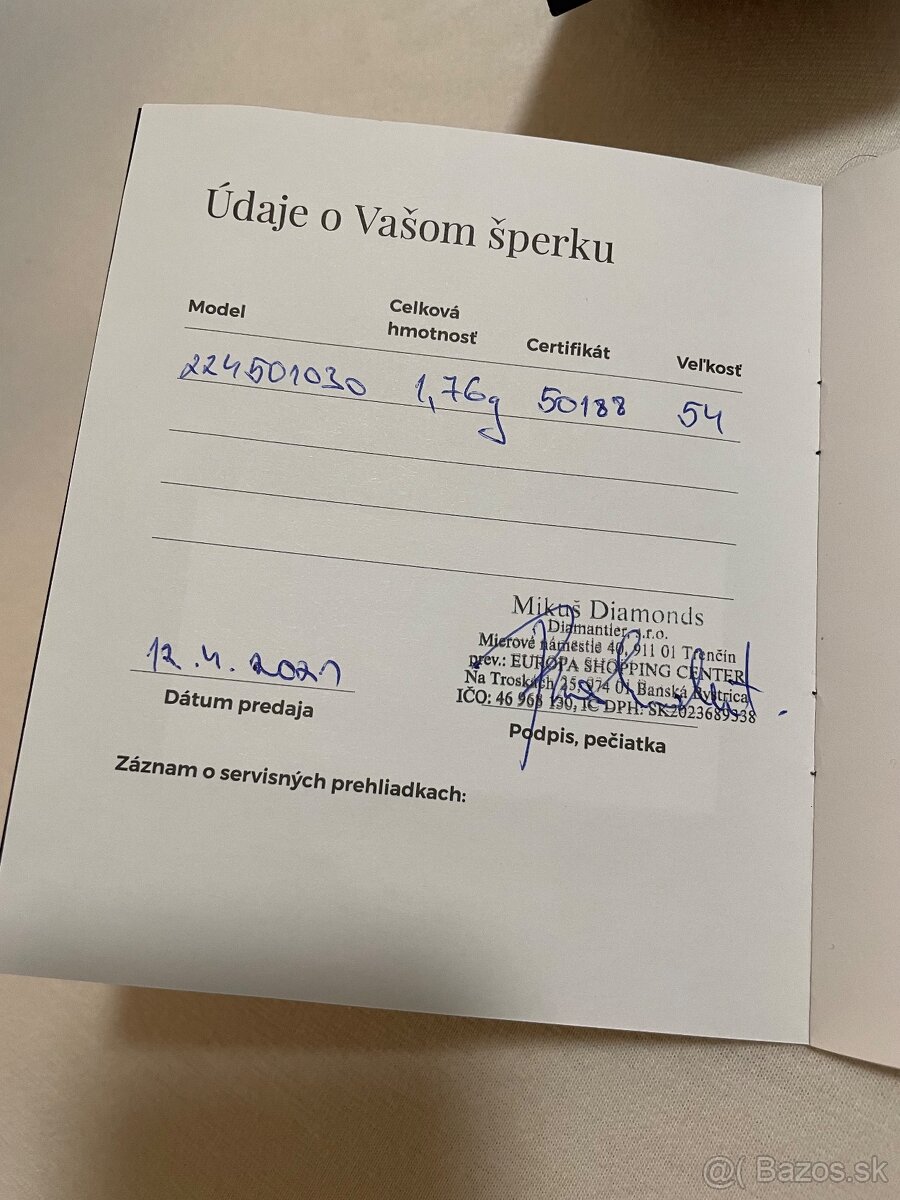 Údaje o Vašom šperku
Model Celková hmotnosť Certifikát Veľkosť
224501030 1,76g 50188 54
Mikuš Diamonds
Diamantier, s.r.o.
Mierové námestie 40, 911 01 Trenčín
prev.: EUROPA SHOPPING CENTER
Na Troskách 25, 974 01 Banská Bystrica
IČO: 46 968 130, IČ DPH: SK2023689338
12.4.2021
Dátum predaja
Podpis, pečiatka
Záznam o servisných prehliadkach:
@( Bazos.sk